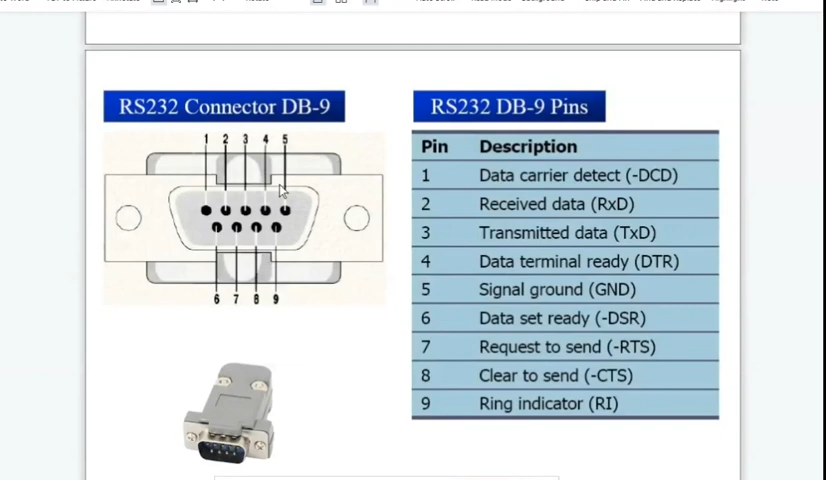 RS232 Connector DB-9
RS232 DB-9 Pins
1 2 3 4 5
6 7 8 9
Pin Description
1 Data carrier detect (-DCD)
2 Received data (RxD)
3 Transmitted data (TxD)
4 Data terminal ready (DTR)
5 Signal ground (GND)
6 Data set ready (-DSR)
7 Request to send (-RTS)
8 Clear to send (-CTS)
9 Ring indicator (RI)